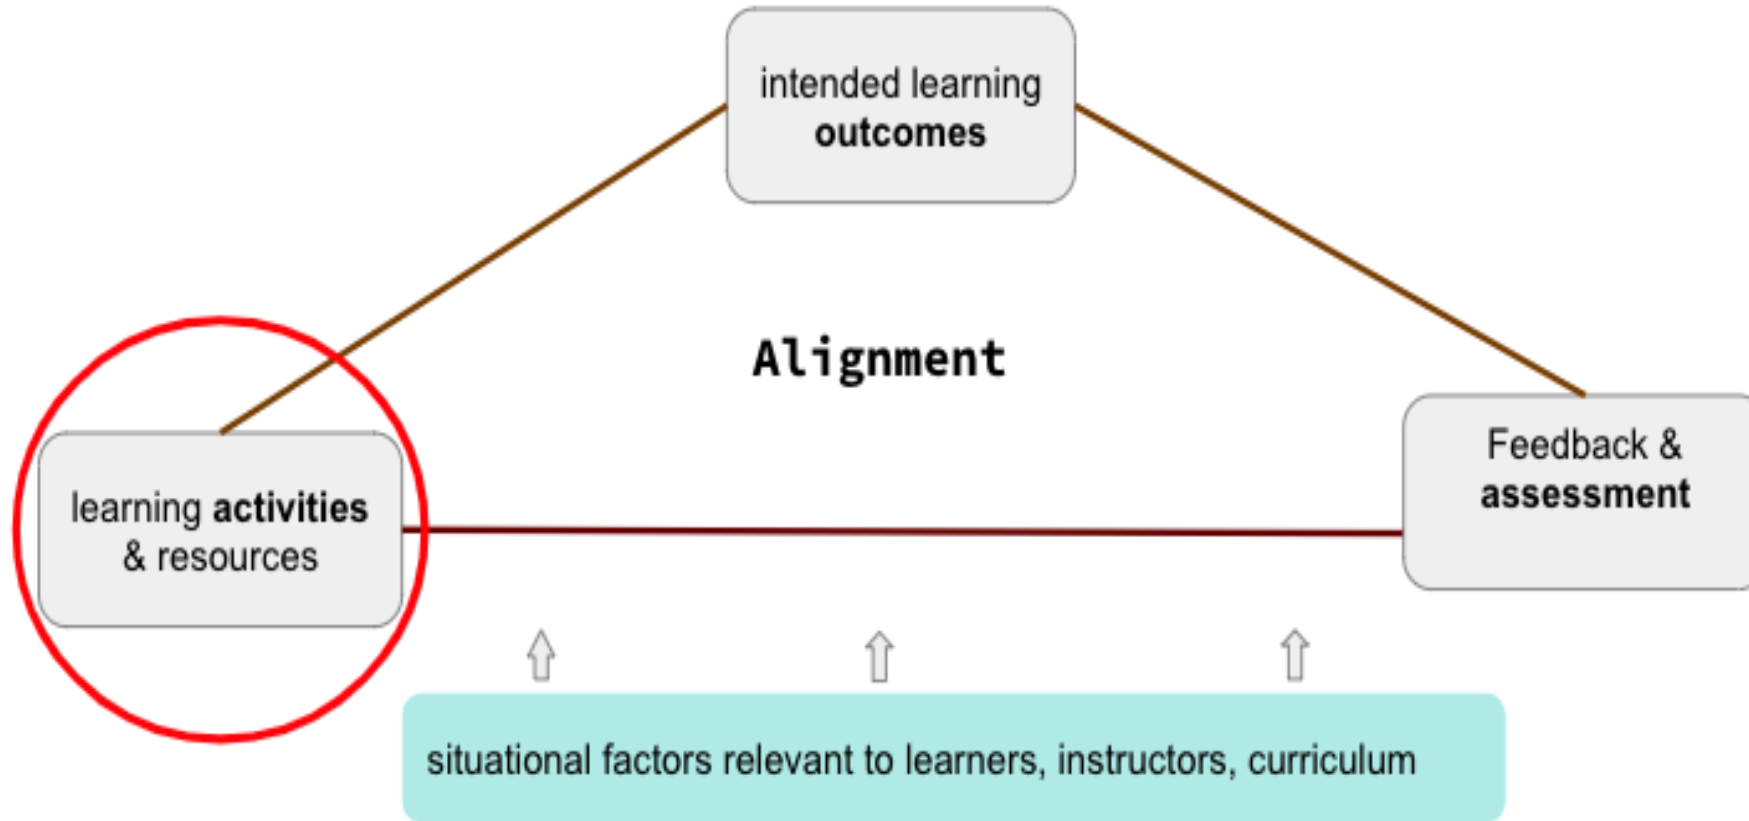 intended learning
outcomes
Alignment
learning activities
& resources
Feedback &
assessment
situational factors relevant to learners, instructors, curriculum